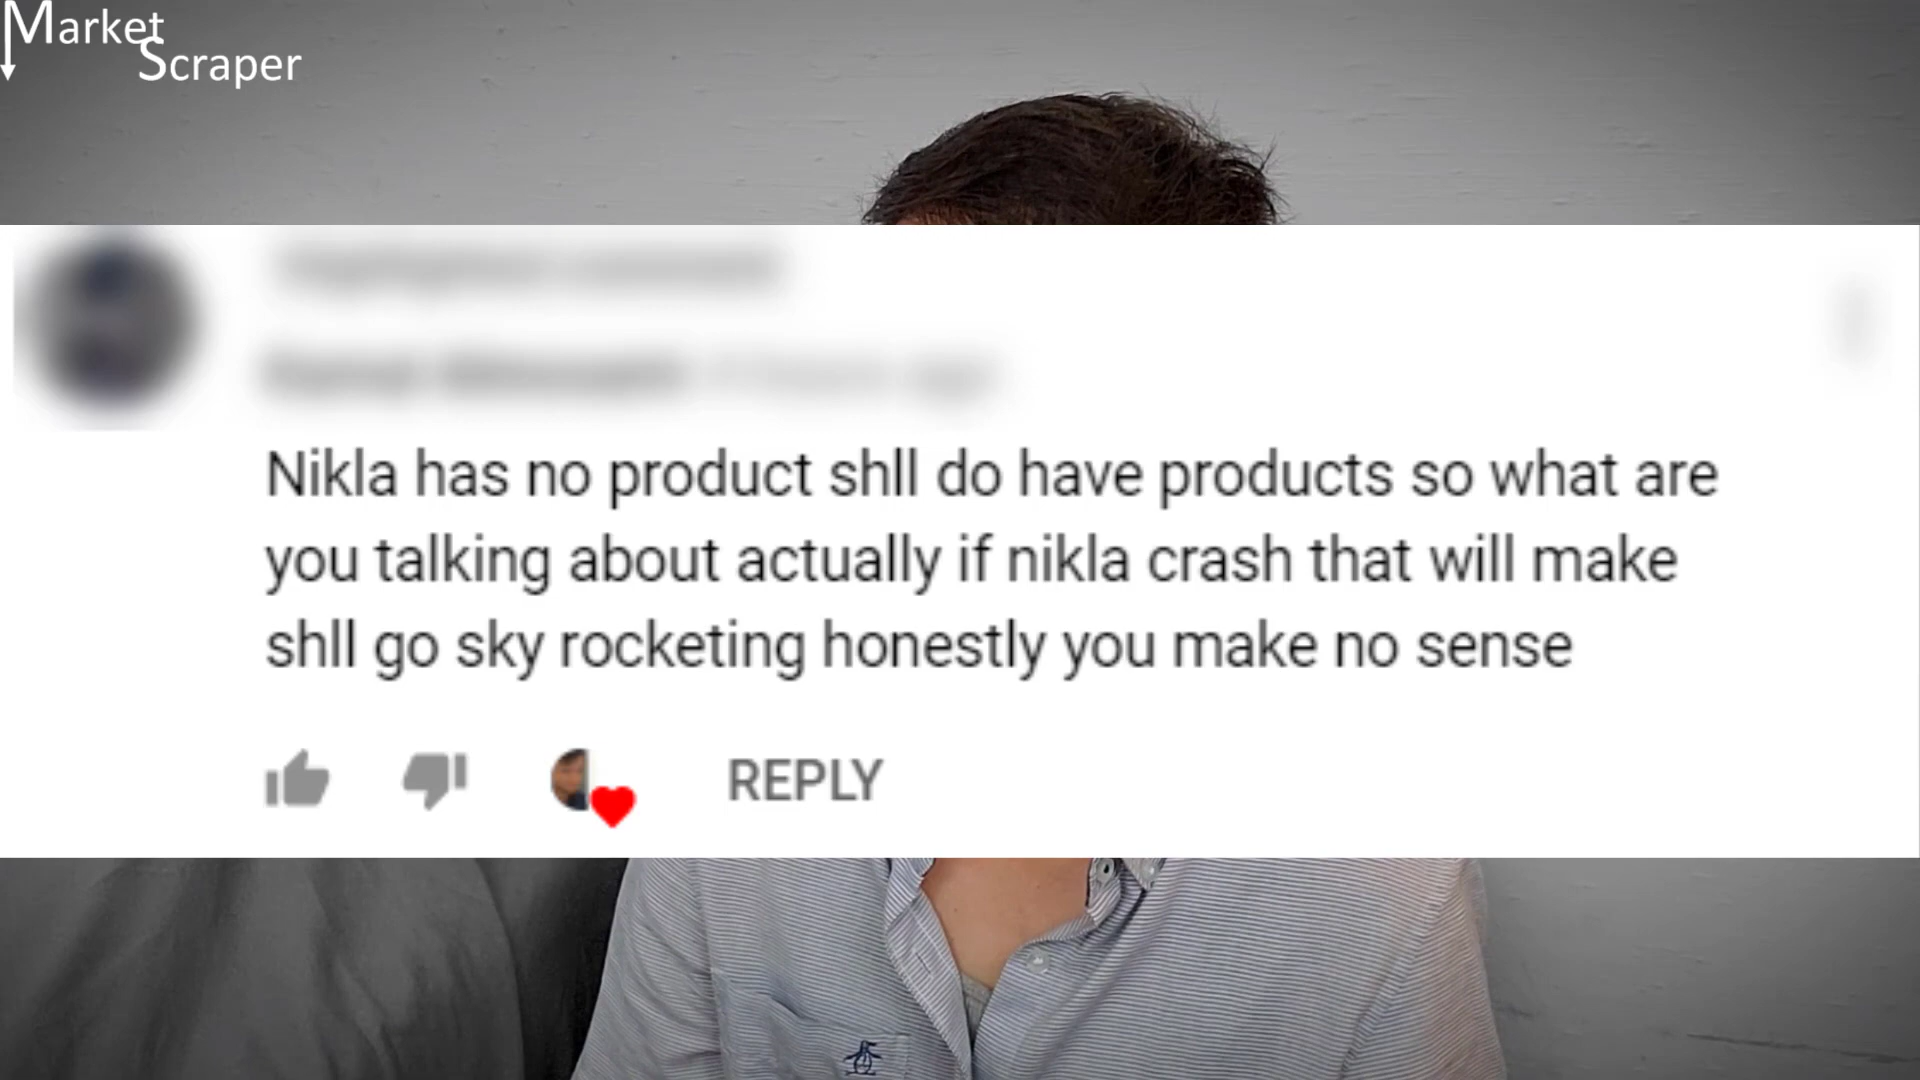 Market
Scraper
Nikla has no product shll do have products so what are
you talking about actually if nikla crash that will make
shll go sky rocketing honestly you make no sense
REPLY